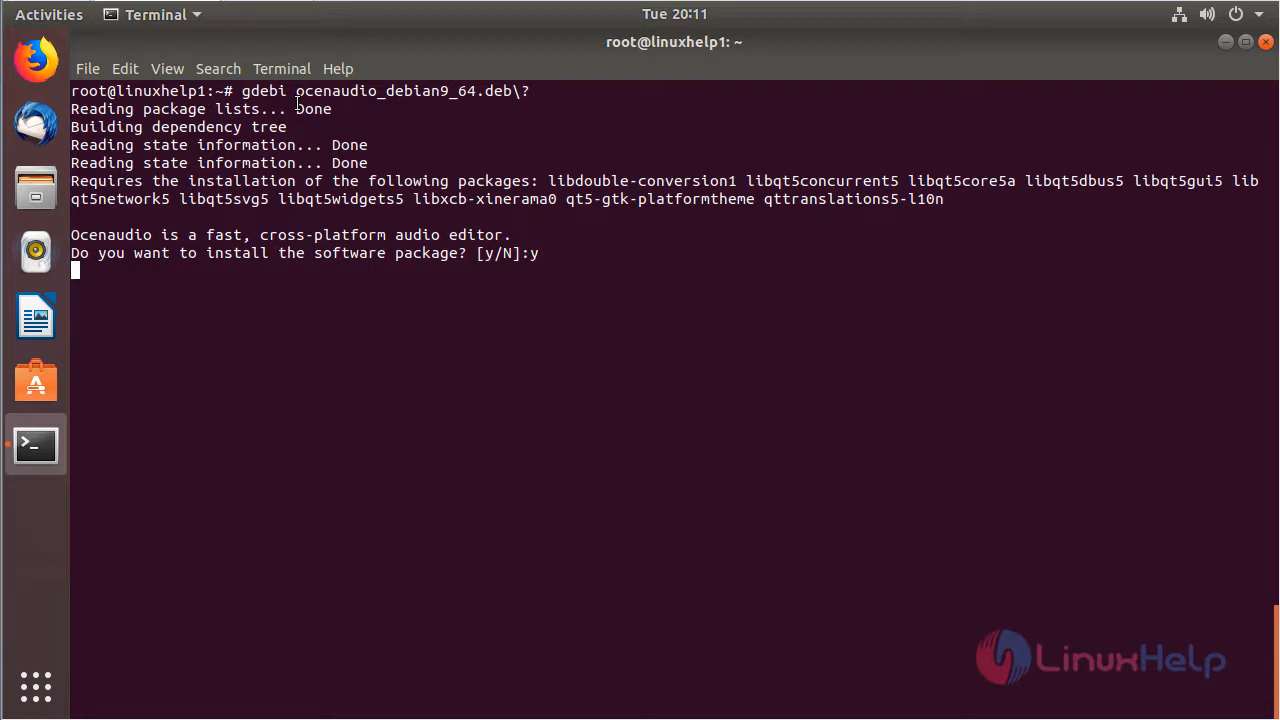 Activities Terminal Tue 20:11
root@linuxhelp1: ~
File Edit View Search Terminal Help
root@linuxhelp1:~# gdebi ocenaudio_debian9_64.deb\?
Reading package lists... Done
Building dependency tree
Reading state information... Done
Reading state information... Done
Requires the installation of the following packages: libdouble-conversion1 libqt5concurrent5 libqt5core5a libqt5dbus5 libqt5gui5 lib
qt5network5 libqt5svg5 libqt5widgets5 libxcb-xinerama0 qt5-gtk-platformtheme qttranslations5-l10n
Ocenaudio is a fast, cross-platform audio editor.
Do you want to install the software package? [y/N]:y
LinuxHelp